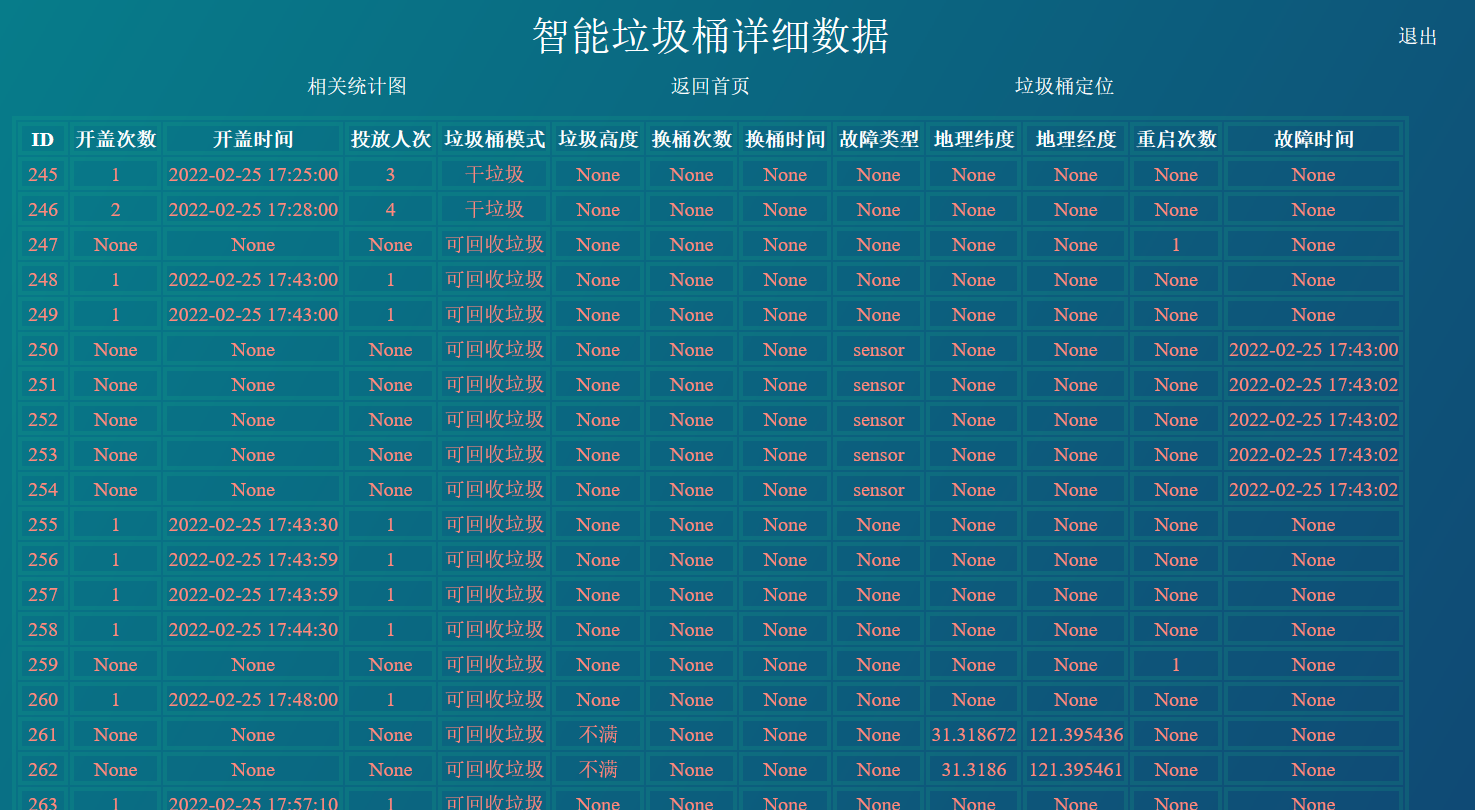 智能垃圾桶详细数据
退出
相关统计图 返回首页 垃圾桶定位
ID 开盖次数 开盖时间 投放人次 垃圾桶模式 垃圾高度 换桶次数 换桶时间 故障类型 地理纬度 地理经度 重启次数 故障时间
245 1 2022-02-25 17:25:00 3 干垃圾 None None None None None None None None
246 2 2022-02-25 17:28:00 4 干垃圾 None None None None None None None None
247 None None None 可回收垃圾 None None None None None None 1 None
248 1 2022-02-25 17:43:00 1 可回收垃圾 None None None None None None None None
249 1 2022-02-25 17:43:00 1 可回收垃圾 None None None None None None None None
250 None None None 可回收垃圾 None None None sensor None None None 2022-02-25 17:43:00
251 None None None 可回收垃圾 None None None sensor None None None 2022-02-25 17:43:02
252 None None None 可回收垃圾 None None None sensor None None None 2022-02-25 17:43:02
253 None None None 可回收垃圾 None None None sensor None None None 2022-02-25 17:43:02
254 None None None 可回收垃圾 None None None sensor None None None 2022-02-25 17:43:02
255 1 2022-02-25 17:43:30 1 可回收垃圾 None None None None None None None None
256 1 2022-02-25 17:43:59 1 可回收垃圾 None None None None None None None None
257 1 2022-02-25 17:43:59 1 可回收垃圾 None None None None None None None None
258 1 2022-02-25 17:44:30 1 可回收垃圾 None None None None None None None None
259 None None None 可回收垃圾 None None None None None None 1 None
260 1 2022-02-25 17:48:00 1 可回收垃圾 None None None None None None None None
261 None None None 可回收垃圾 不满 None None None 31.318672 121.395436 None None
262 None None None 可回收垃圾 不满 None None None 31.3186 121.395461 None None
263 1 2022-02-25 17:57:10 1 可回收垃圾 None None None None None None None None